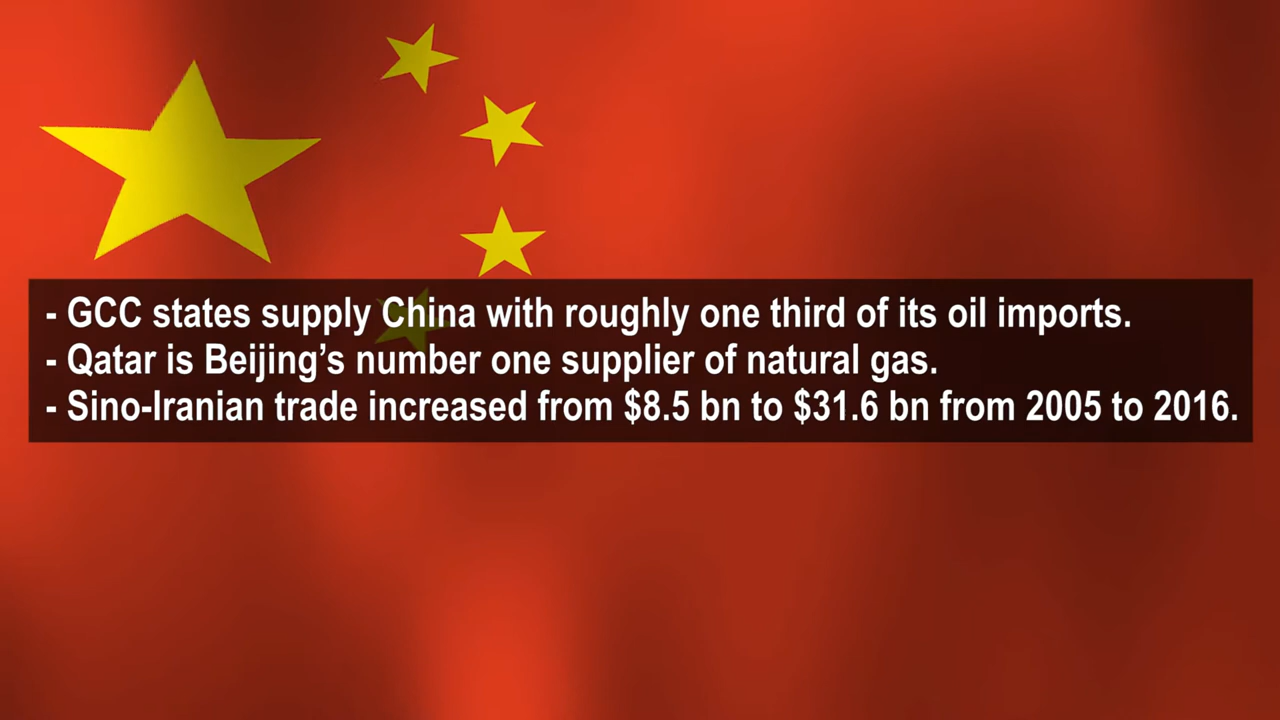 - GCC states supply China with roughly one third of its oil imports.
- Qatar is Beijing’s number one supplier of natural gas.
- Sino-Iranian trade increased from $8.5 bn to $31.6 bn from 2005 to 2016.